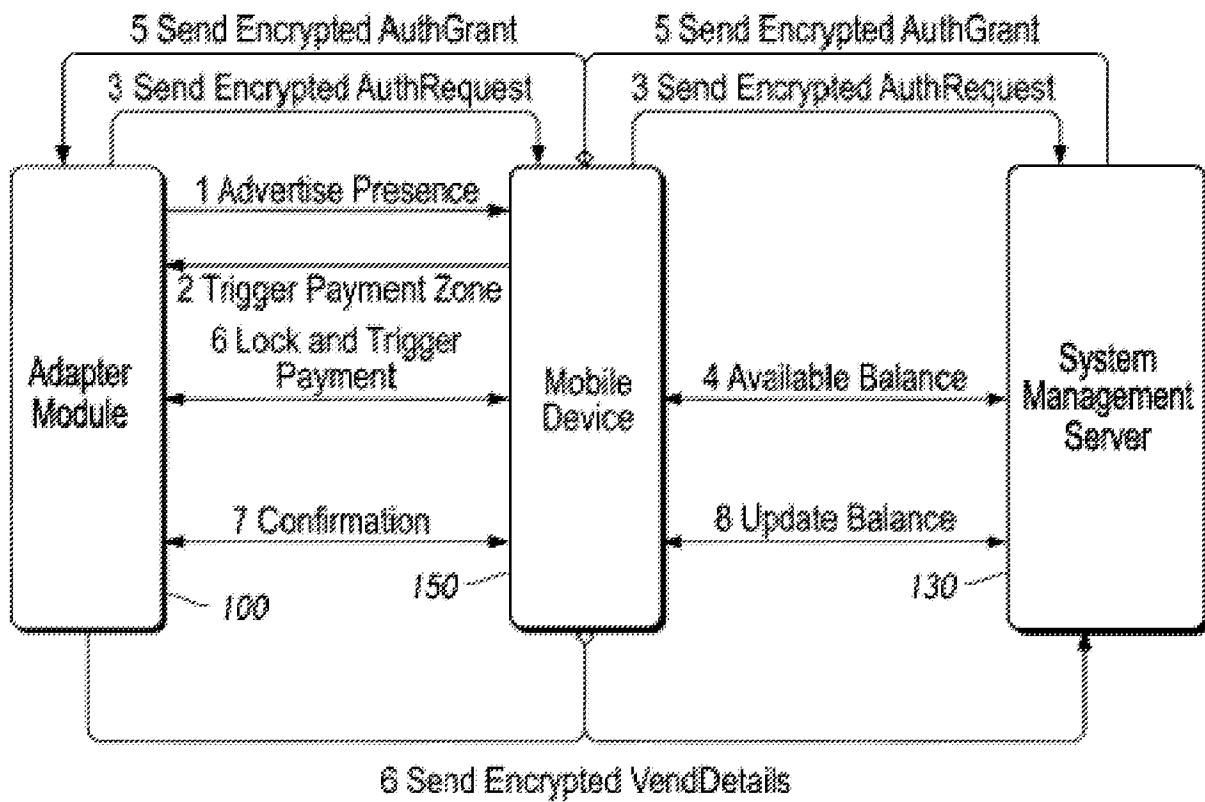 5 Send Encrypted AuthGrant
5 Send Encrypted AuthGrant
3 Send Encrypted AuthRequest
3 Send Encrypted AuthRequest
1 Advertise Presence
2 Trigger Payment Zone
6 Lock and Trigger
Payment
Adapter
Module
Mobile
Device
4 Available Balance
System
Management
Server
7 Confirmation
8 Update Balance
100
150
130
6 Send Encrypted VendDetails